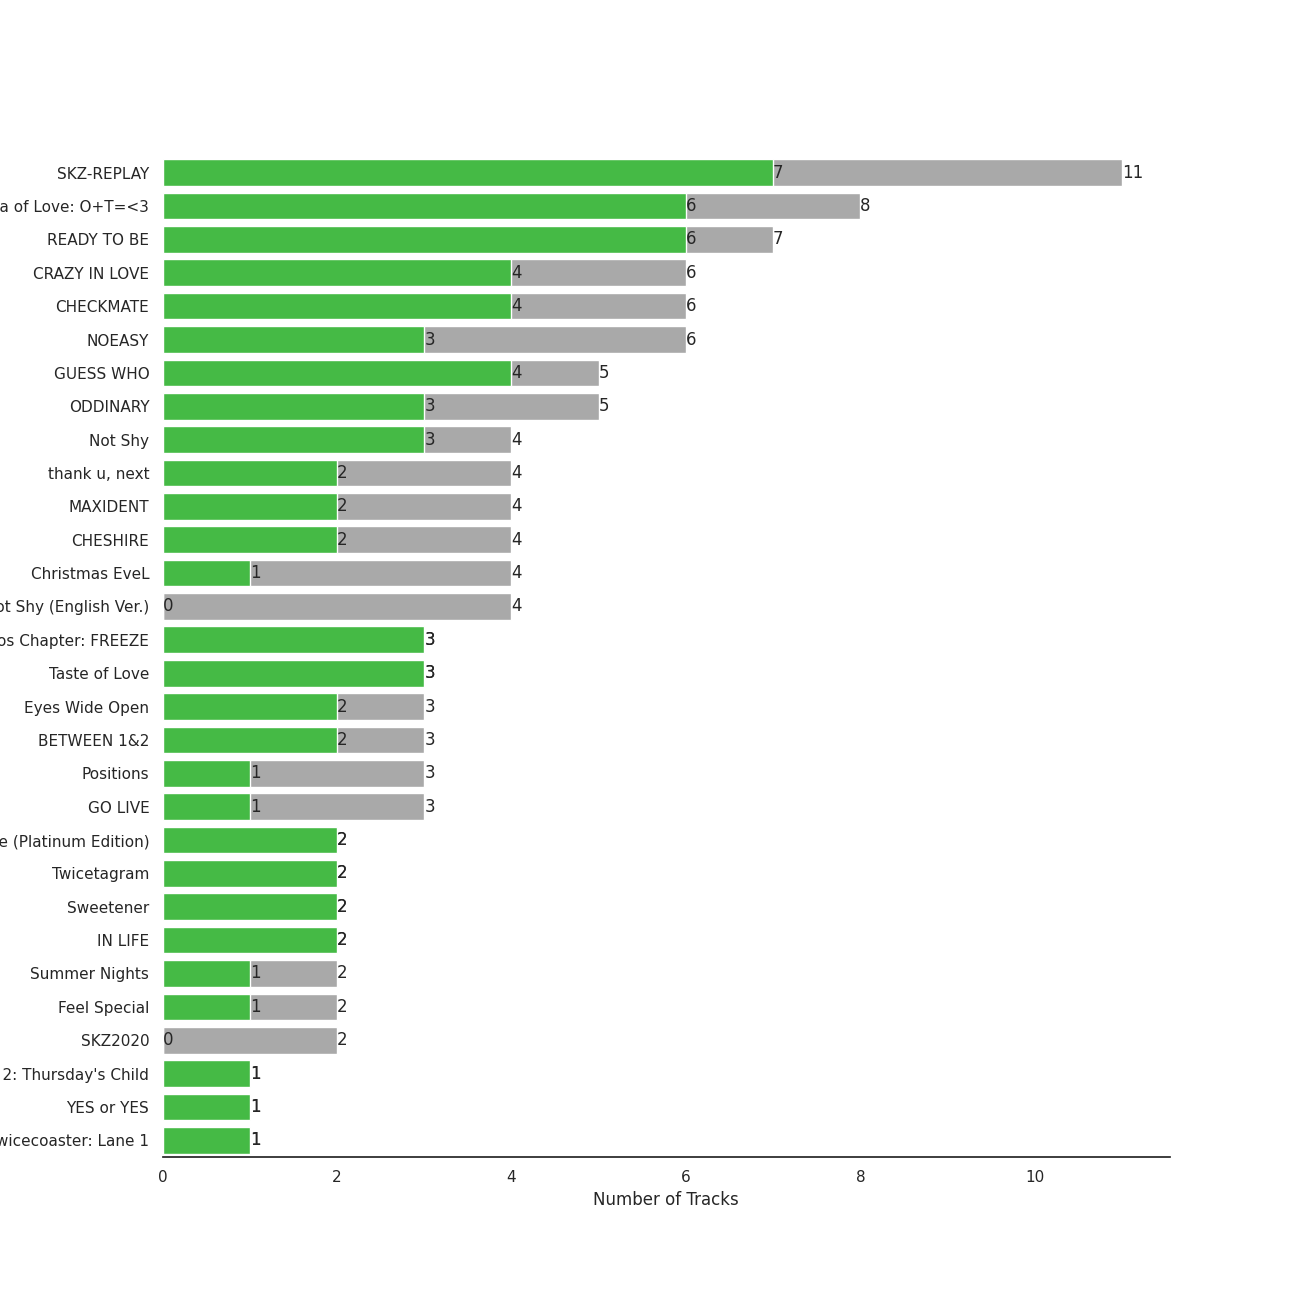 SKZ-REPLAY 7 11
a of Love: O+T=<3 6 8
READY TO BE 6 7
CRAZY IN LOVE 4 6
CHECKMATE 4 6
NOEASY 3 6
GUESS WHO 4 5
ODDINARY 3 5
Not Shy 3 4
thank u, next 2 4
MAXIDENT 2 4
CHESHIRE 2 4
Christmas EveL 1 4
ot Shy (English Ver.) 0 4
os Chapter: FREEZE 3
Taste of Love 3
Eyes Wide Open 2 3
BETWEEN 1&2 2 3
Positions 1 3
GO LIVE 1 3
e (Platinum Edition) 2
Twicetagram 2
Sweetener 2
IN LIFE 2
Summer Nights 1 2
Feel Special 1 2
SKZ2020 0 2
2: Thursday's Child 1
YES or YES 1
wicecoaster: Lane 1 1
0 2 4 6 8 10
Number of Tracks